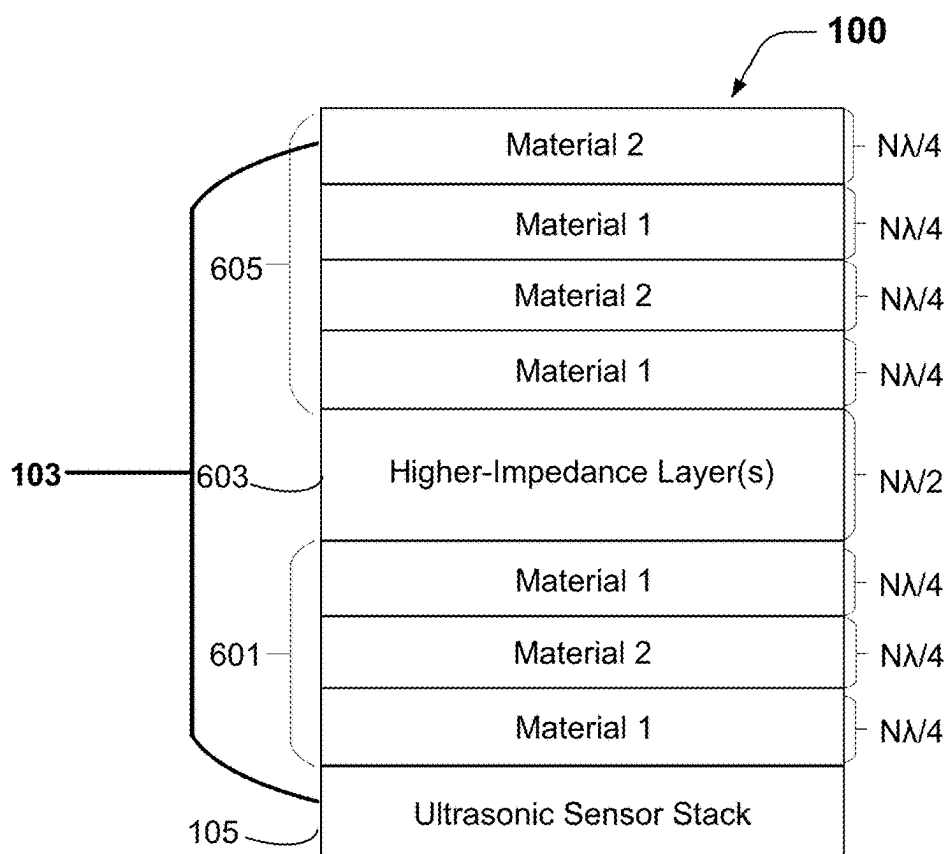 100
Material 2 Nλ/4
Material 1 Nλ/4
605
Material 2 Nλ/4
Material 1 Nλ/4
103
603 Higher-Impedance Layer(s) Nλ/2
Material 1 Nλ/4
601 Material 2 Nλ/4
Material 1 Nλ/4
Ultrasonic Sensor Stack
105